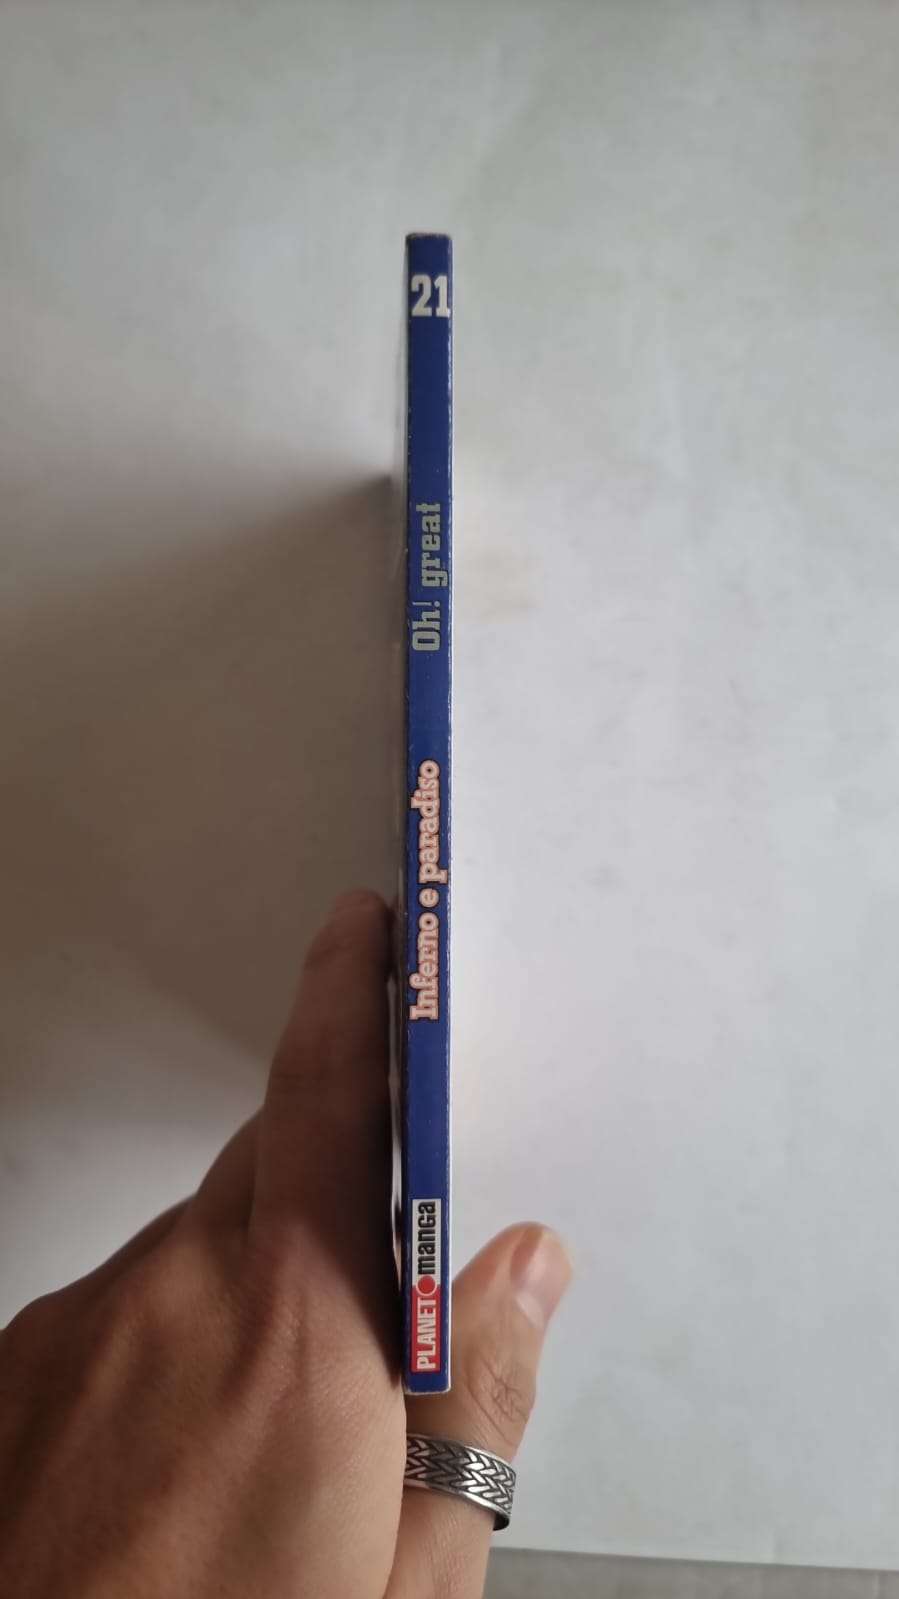 21
Oh! great
Inferno e paradiso
PLANET manga